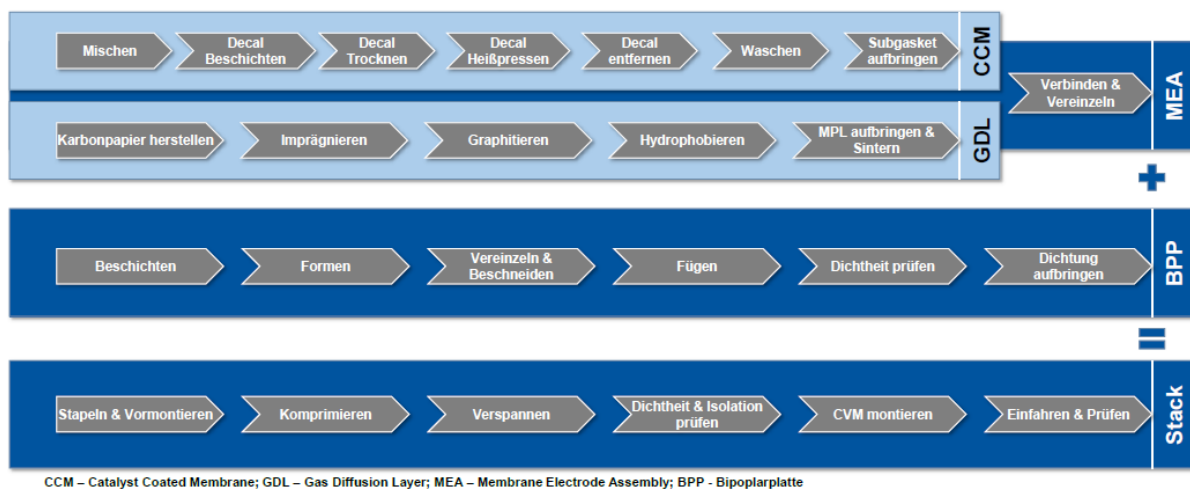 Mischen
Decal
Beschichten
Decal
Trocknen
Decal
Heißpressen
Decal
entfernen
Waschen
Subgasket
aufbringen
CCM
Karbonpapier herstellen
Imprägnieren
Graphitieren
Hydrophobieren
MPL aufbringen &
Sintern
GDL
Verbinden &
Vereinzeln
MEA
+
Beschichten
Formen
Vereinzeln &
Beschneiden
Fügen
Dichtheit prüfen
Dichtung
aufbringen
BPP
=
Stapeln & Vormontieren
Komprimieren
Verspannen
Dichtheit & Isolation
prüfen
CVM montieren
Einfahren & Prüfen
Stack
CCM – Catalyst Coated Membrane; GDL – Gas Diffusion Layer; MEA – Membrane Electrode Assembly; BPP - Bipoplarplatte